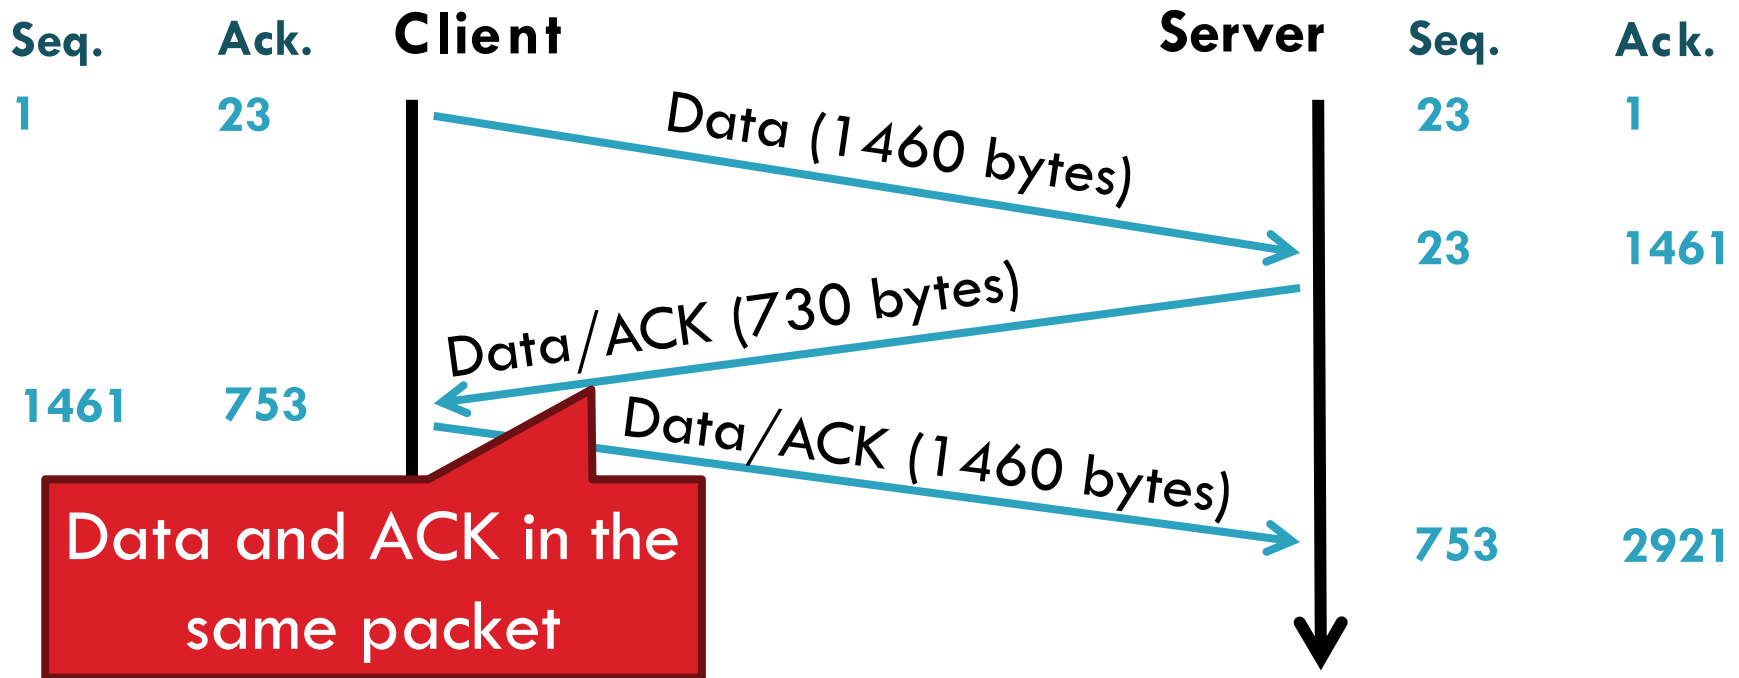 Seq. Ack. Client Server Seq. Ack.
1 23 23 1
Data (1460 bytes)
23 1461
Data/ACK (730 bytes)
1461 753
Data/ACK (1460 bytes)
753 2921
Data and ACK in the
same packet